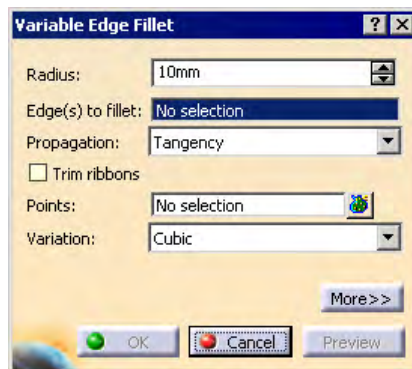 Variable Edge Fillet
Radius: 10mm
Edge(s) to fillet: No selection
Propagation: Tangency
Trim ribbons
Points: No selection
Variation: Cubic
More>>
OK Cancel Preview